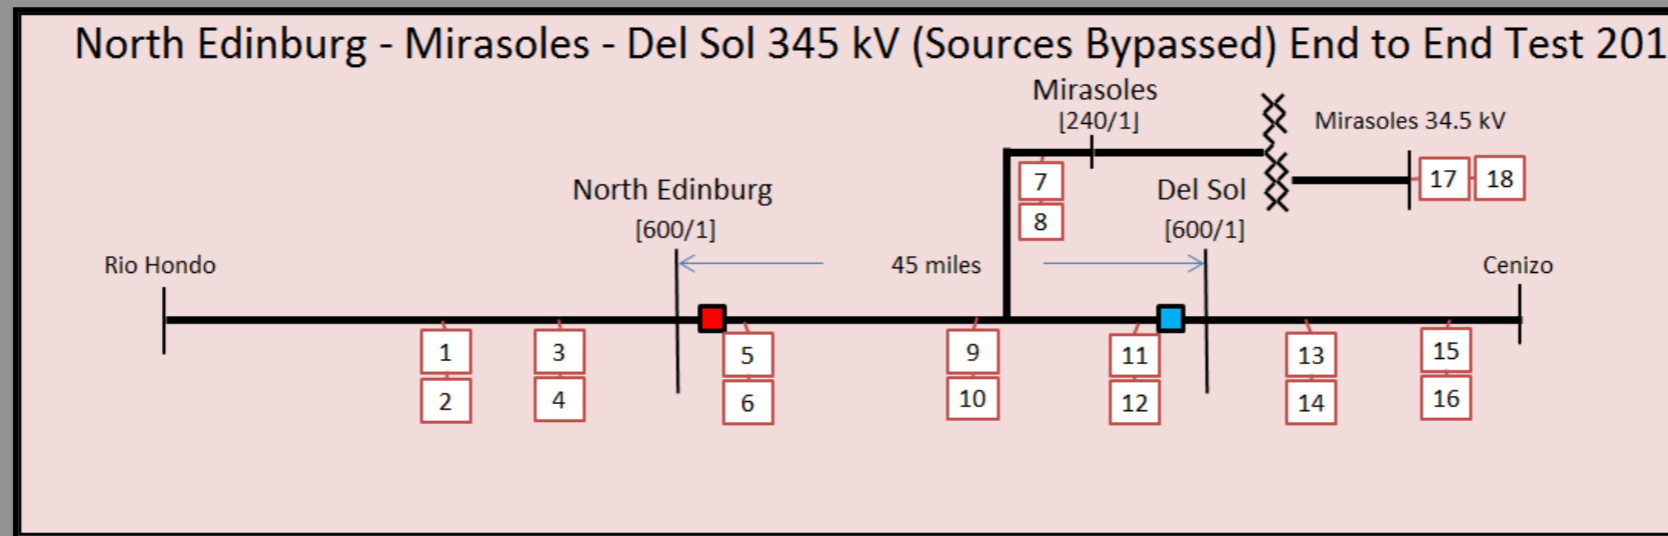 North Edinburg - Mirasoles - Del Sol 345 kV (Sources Bypassed) End to End Test 201
Mirasoles
[240/1]
Mirasoles 34.5 kV
7
8
17 18
North Edinburg
[600/1]
Del Sol
[600/1]
Rio Hondo
45 miles
Cenizo
1 3 5 9 11 13 15
2 4 6 10 12 14 16